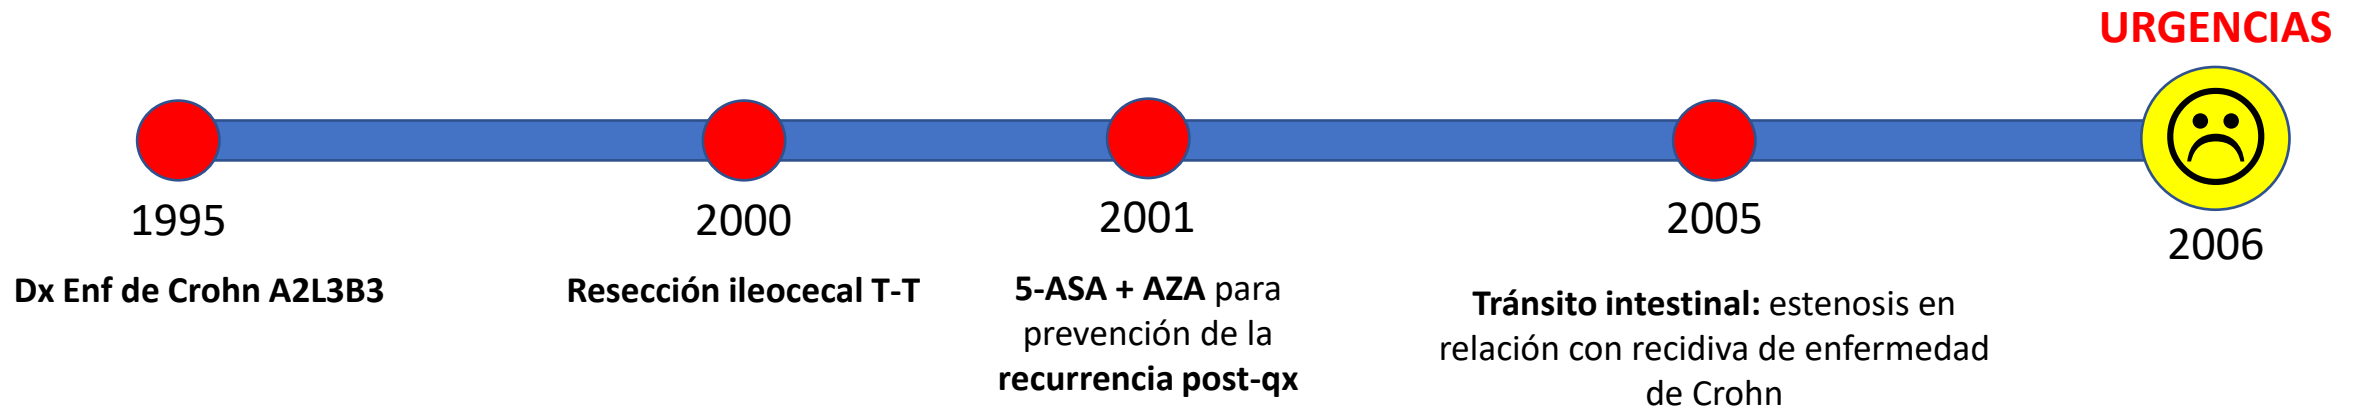 URGENCIAS
1995
Dx Enf de Crohn A2L3B3
2000
Resección ileocecal T-T
2001
5-ASA + AZA para
prevención de la
recurrencia post-qx
2005
Tránsito intestinal: estenosis en
relación con recidiva de enfermedad
de Crohn
2006